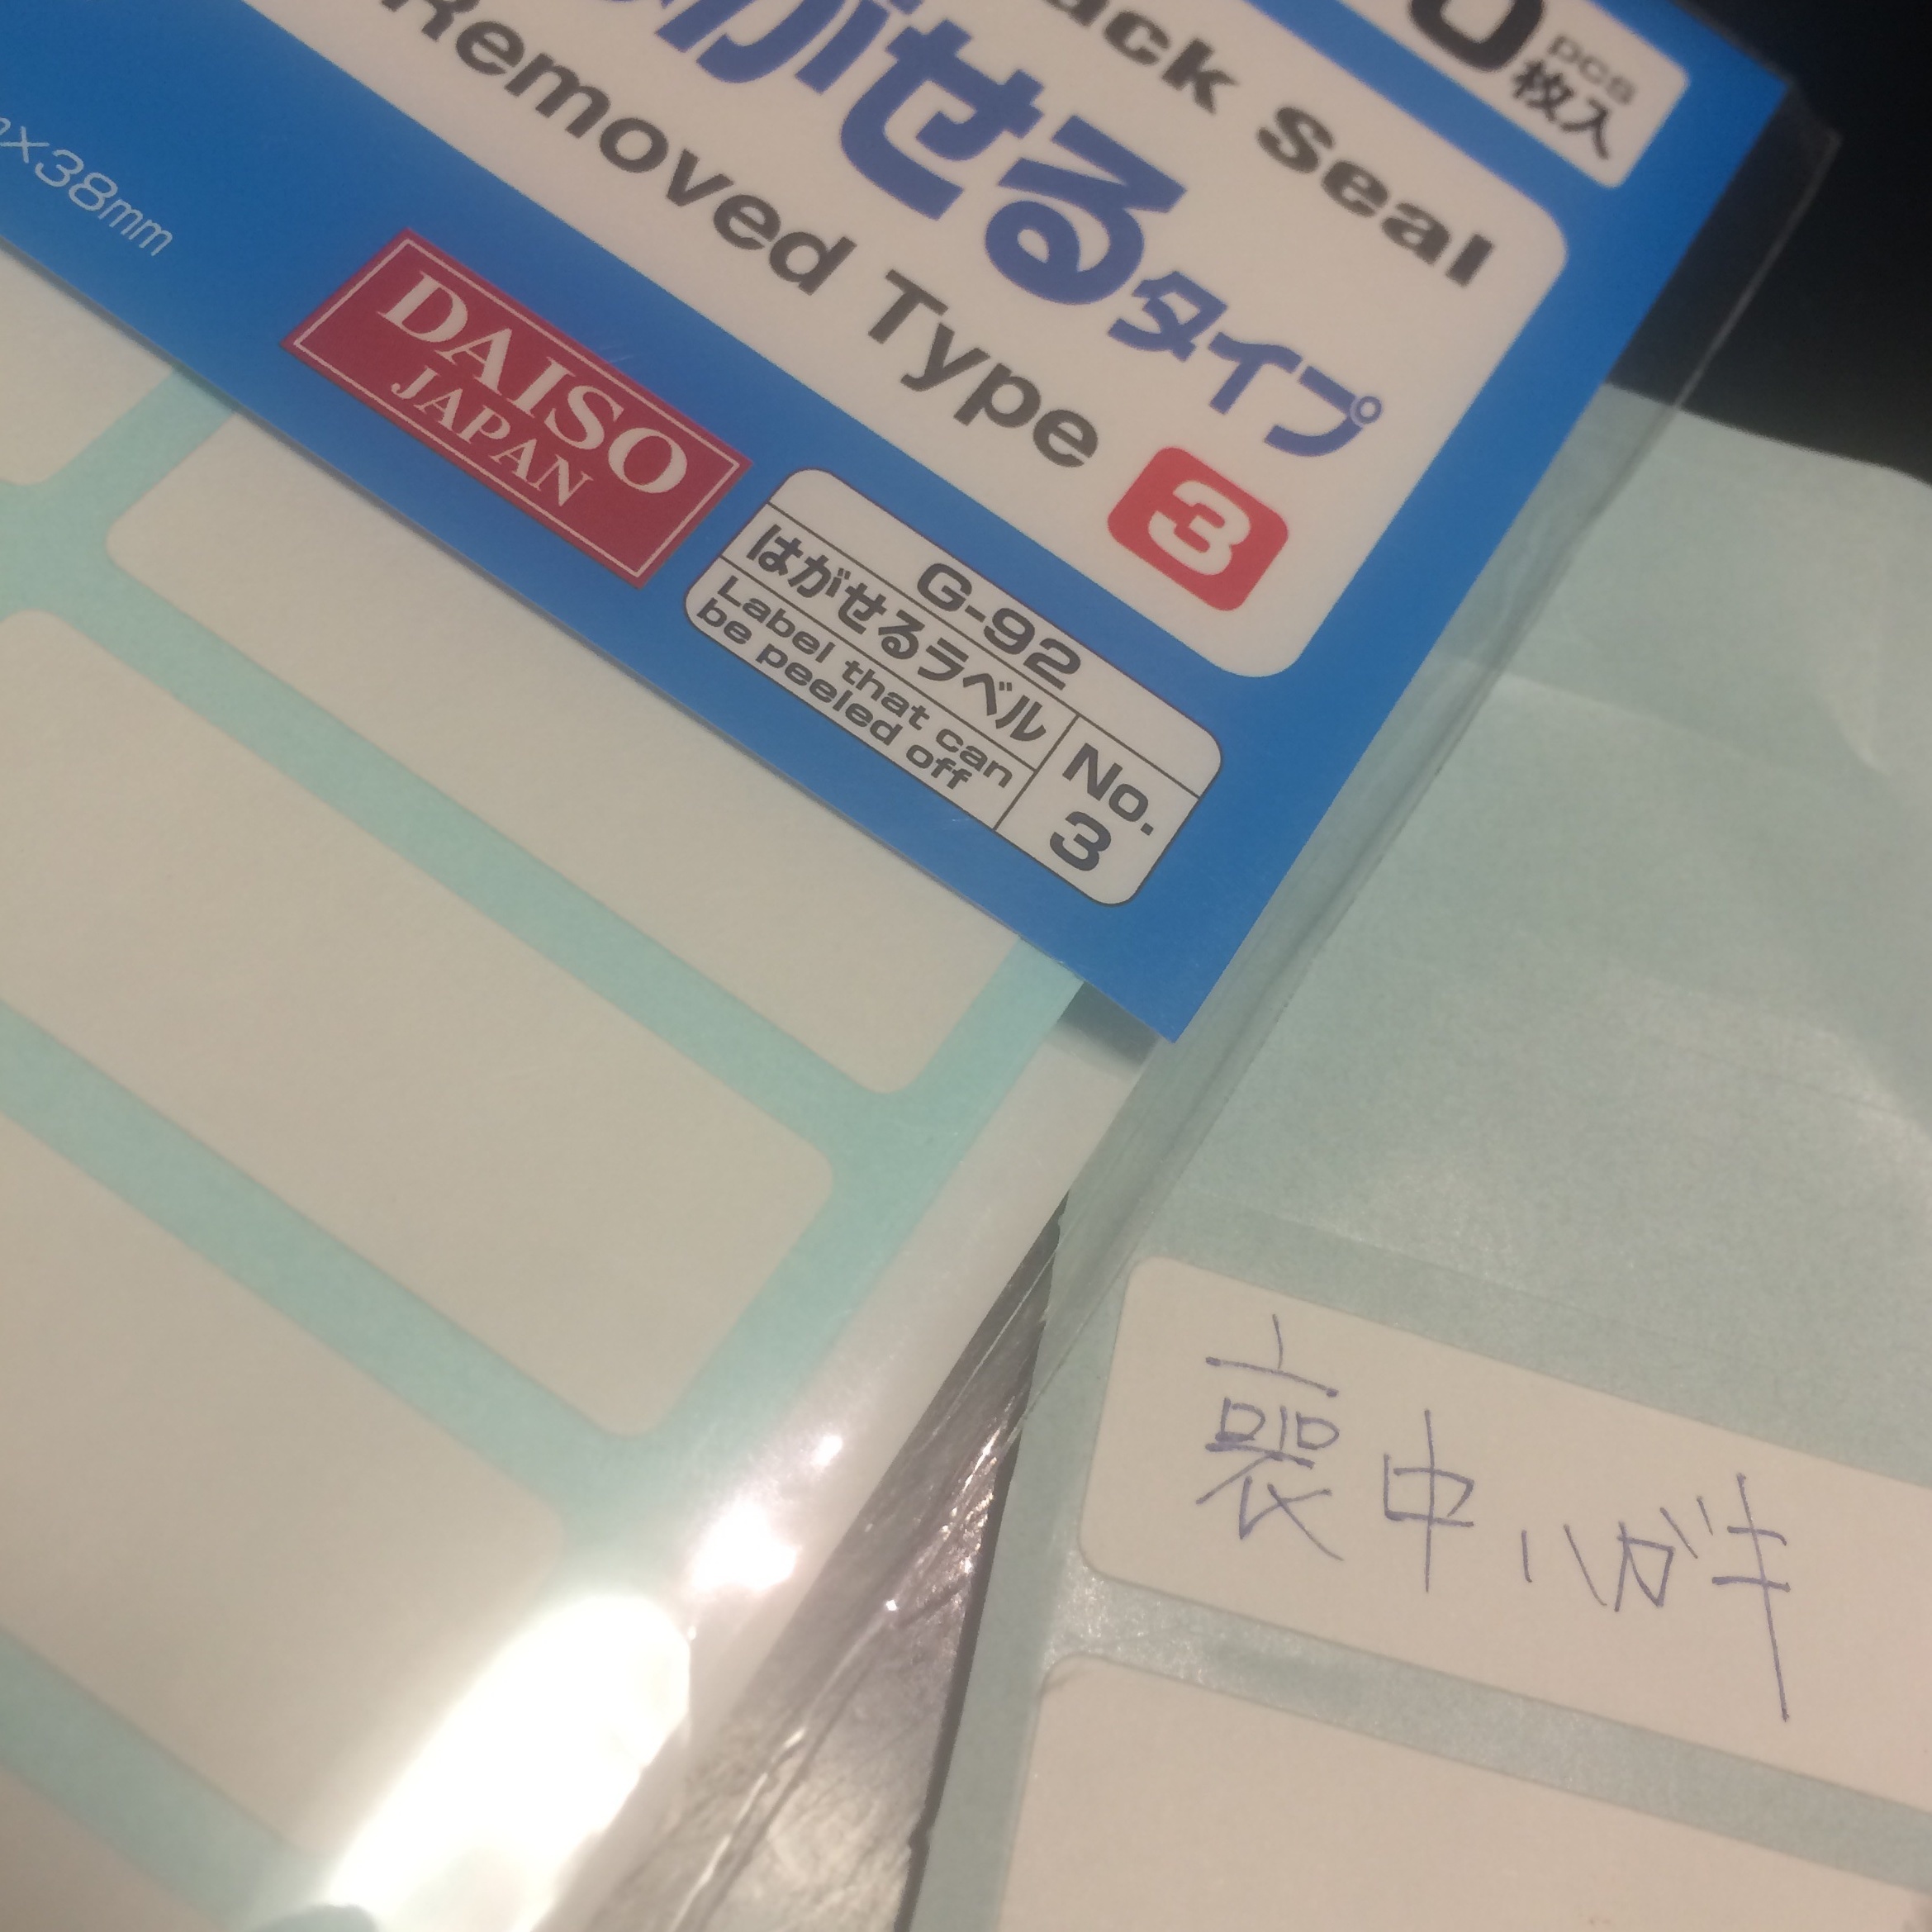 0
pcs
枚入
ack Seal
がせるタイプ
Removed Type 3
x38mm
DAISO
JAPAN
G-92
はがせるラベル
Label that can
be peeled off
No.
3
喪中ハガキ